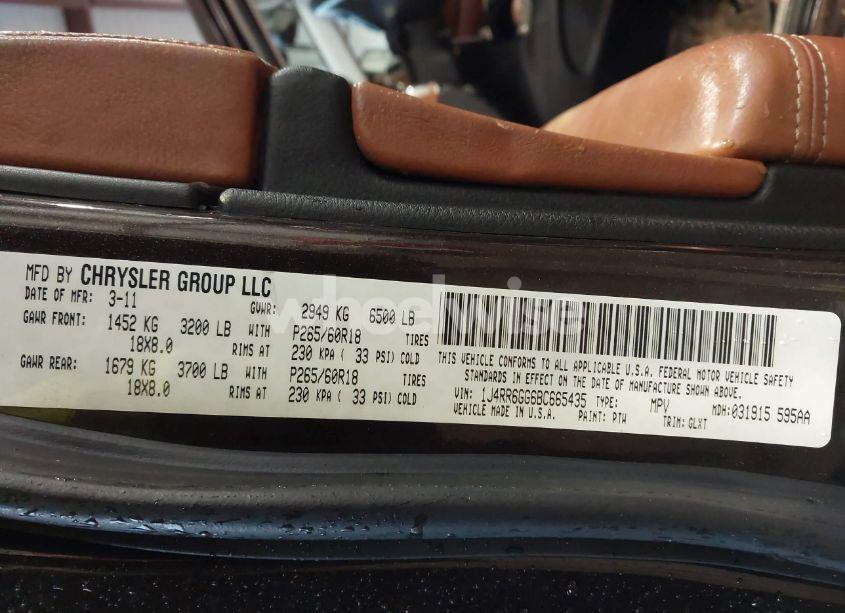 MFD BY CHRYSLER GROUP LLC
DATE OF MFR: 3-11 GVWR: 2949 KG 6500 LB
GAWR FRONT: 1452 KG 3200 LB WITH P265/60R18 TIRES
18X8.0 RIMS AT 230 KPA ( 33 PSI) COLD
GAWR REAR: 1679 KG 3700 LB WITH P265/60R18 TIRES
18X8.0 RIMS AT 230 KPA ( 33 PSI) COLD
THIS VEHICLE CONFORMS TO ALL APPLICABLE U.S.A. FEDERAL MOTOR VEHICLE SAFETY
STANDARDS IN EFFECT ON THE DATE OF MANUFACTURE SHOWN ABOVE.
VIN: 1J4RR6GG6BC665435 TYPE: MPV MDH:031915 595AA
VEHICLE MADE IN U.S.A. PAINT: PTW TRIM: GLXT
wheelwise